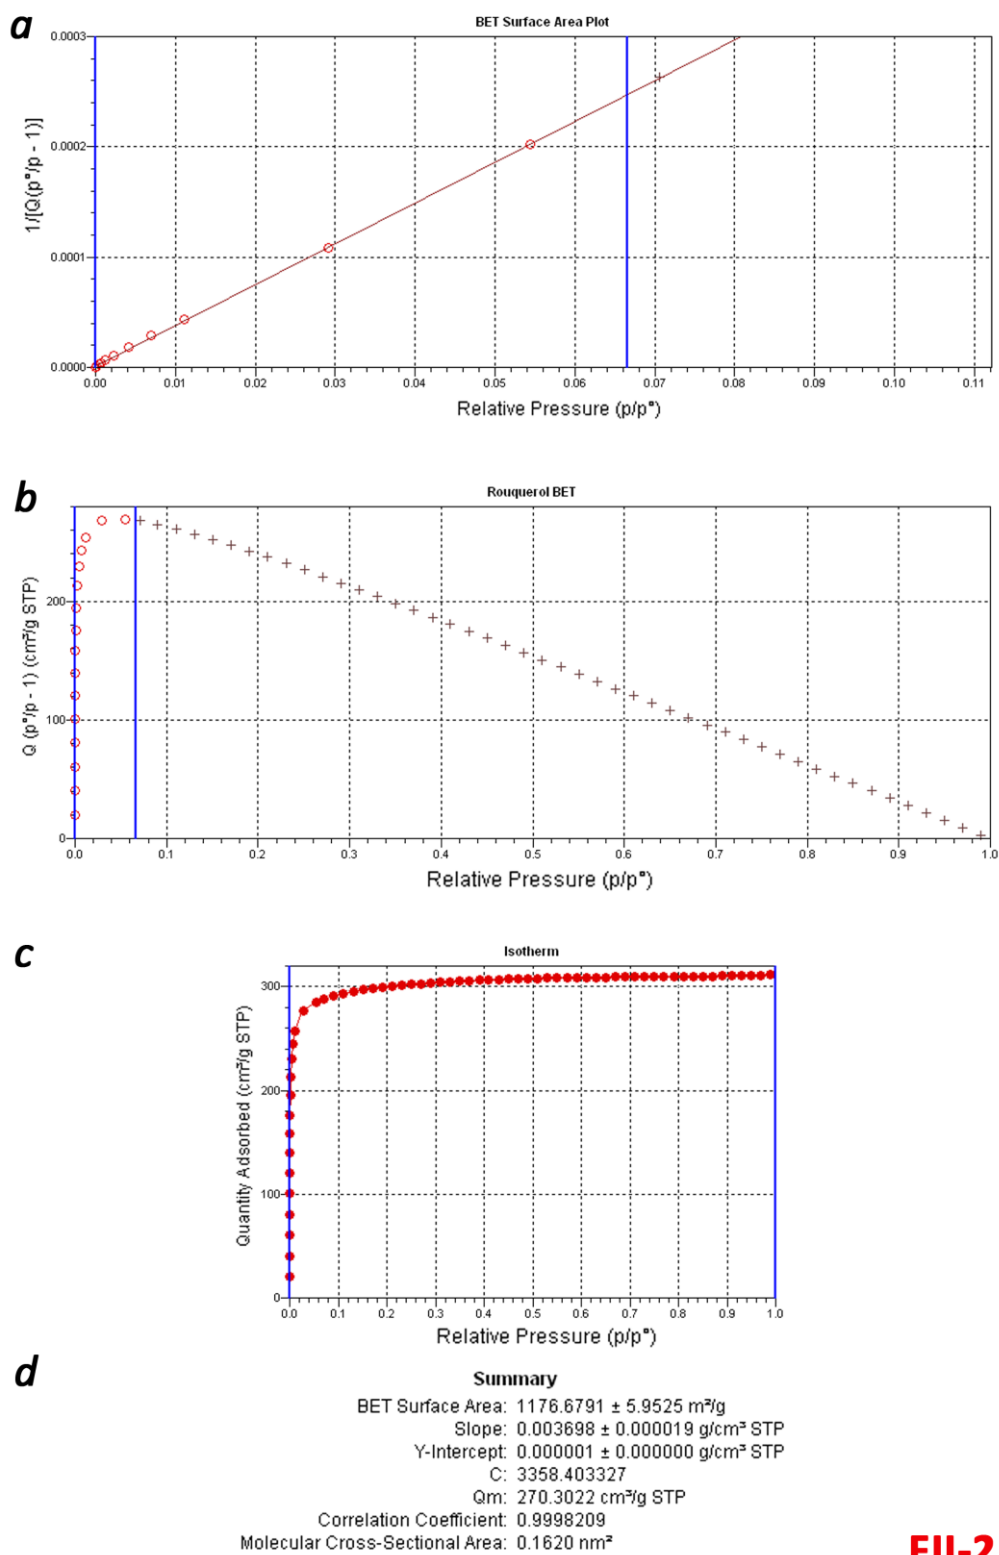 a
BET Surface Area Plot
1/[Q(p°/p - 1)]
0.0003
0.0002
0.0001
0.0000
0.00 0.01 0.02 0.03 0.04 0.05 0.06 0.07 0.08 0.09 0.10 0.11
Relative Pressure (p/p°)
b
Rouquerol BET
Q (p°/p - 1) (cm³/g STP)
200
100
0
0.0 0.1 0.2 0.3 0.4 0.5 0.6 0.7 0.8 0.9 1.0
Relative Pressure (p/p°)
c
Isotherm
Quantity Adsorbed (cm³/g STP)
300
200
100
0
0.0 0.1 0.2 0.3 0.4 0.5 0.6 0.7 0.8 0.9 1.0
Relative Pressure (p/p°)
d
Summary
BET Surface Area: 1176.6791 ± 5.9525 m²/g
Slope: 0.003698 ± 0.000019 g/cm³ STP
Y-Intercept: 0.000001 ± 0.000000 g/cm³ STP
C: 3358.403327
Qm: 270.3022 cm³/g STP
Correlation Coefficient: 0.9998209
Molecular Cross-Sectional Area: 0.1620 nm²